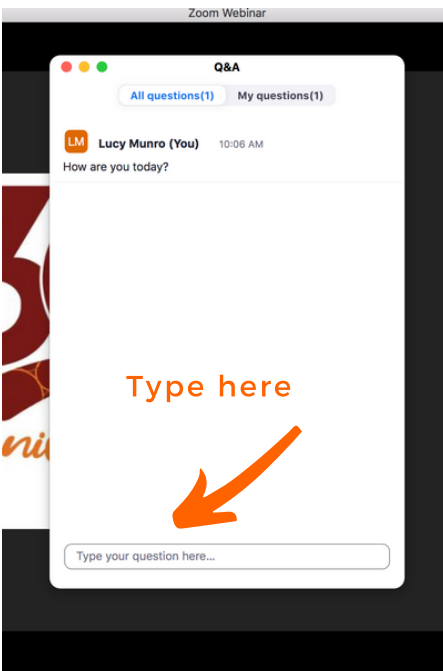 Zoom Webinar
Q&A
All questions(1) My questions(1)
LM Lucy Munro (You) 10:06 AM
How are you today?
Type here
Type your question here...